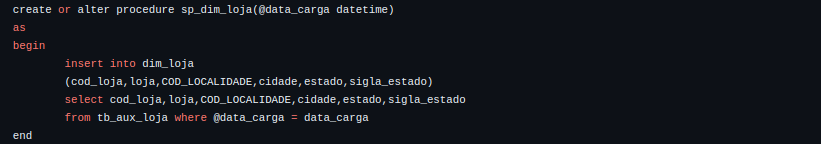 create or alter procedure sp_dim_loja(@data_carga datetime)
as
begin
insert into dim_loja
(cod_loja,loja,COD_LOCALIDADE,cidade,estado,sigla_estado)
select cod_loja,loja,COD_LOCALIDADE,cidade,estado,sigla_estado
from tb_aux_loja where @data_carga = data_carga
end